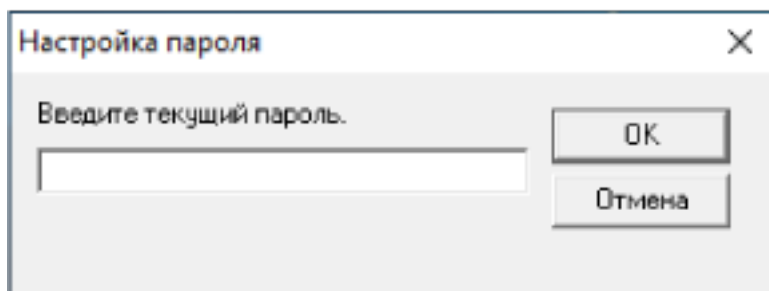 Настройка пароля
Введите текущий пароль.
OK
Отмена